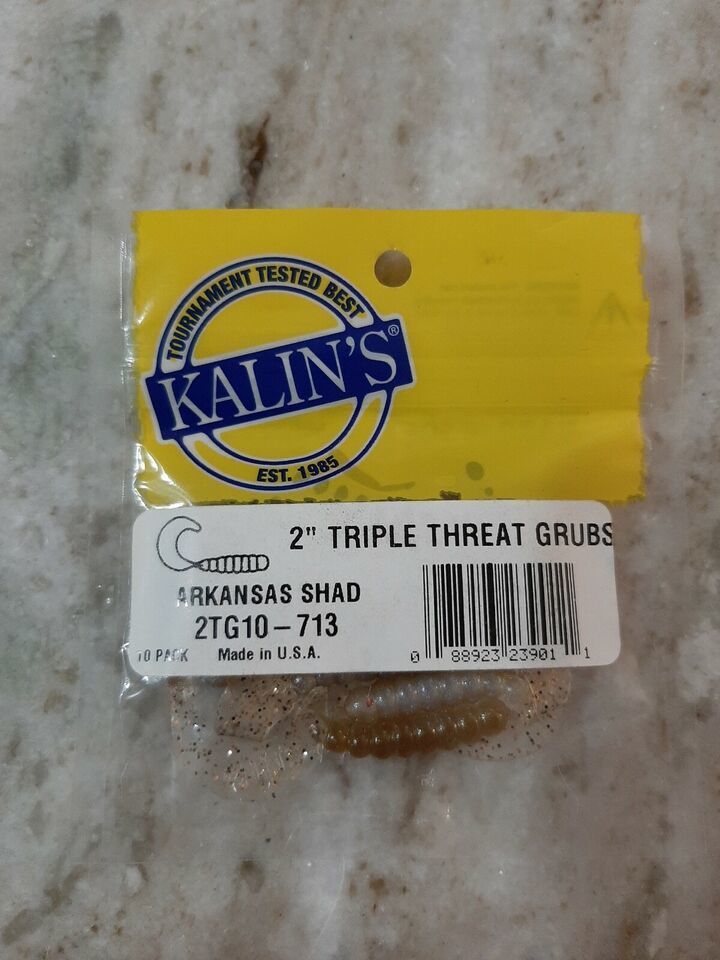 TOURNAMENT TESTED BEST
KALIN'S®
EST. 1985
2" TRIPLE THREAT GRUBS
ARKANSAS SHAD
2TG10-713
10 PACK Made in U.S.A.
0 88923 23901 1